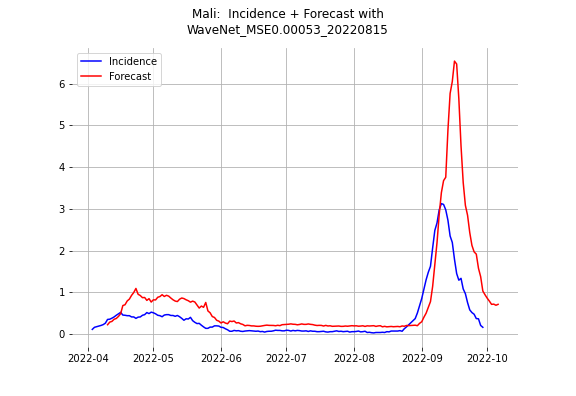 Mali:  Incidence + Forecast with
WaveNet_MSE0.00053_20220815
Incidence
Forecast
6
5
4
3
2
1
0
2022-04 2022-05 2022-06 2022-07 2022-08 2022-09 2022-10